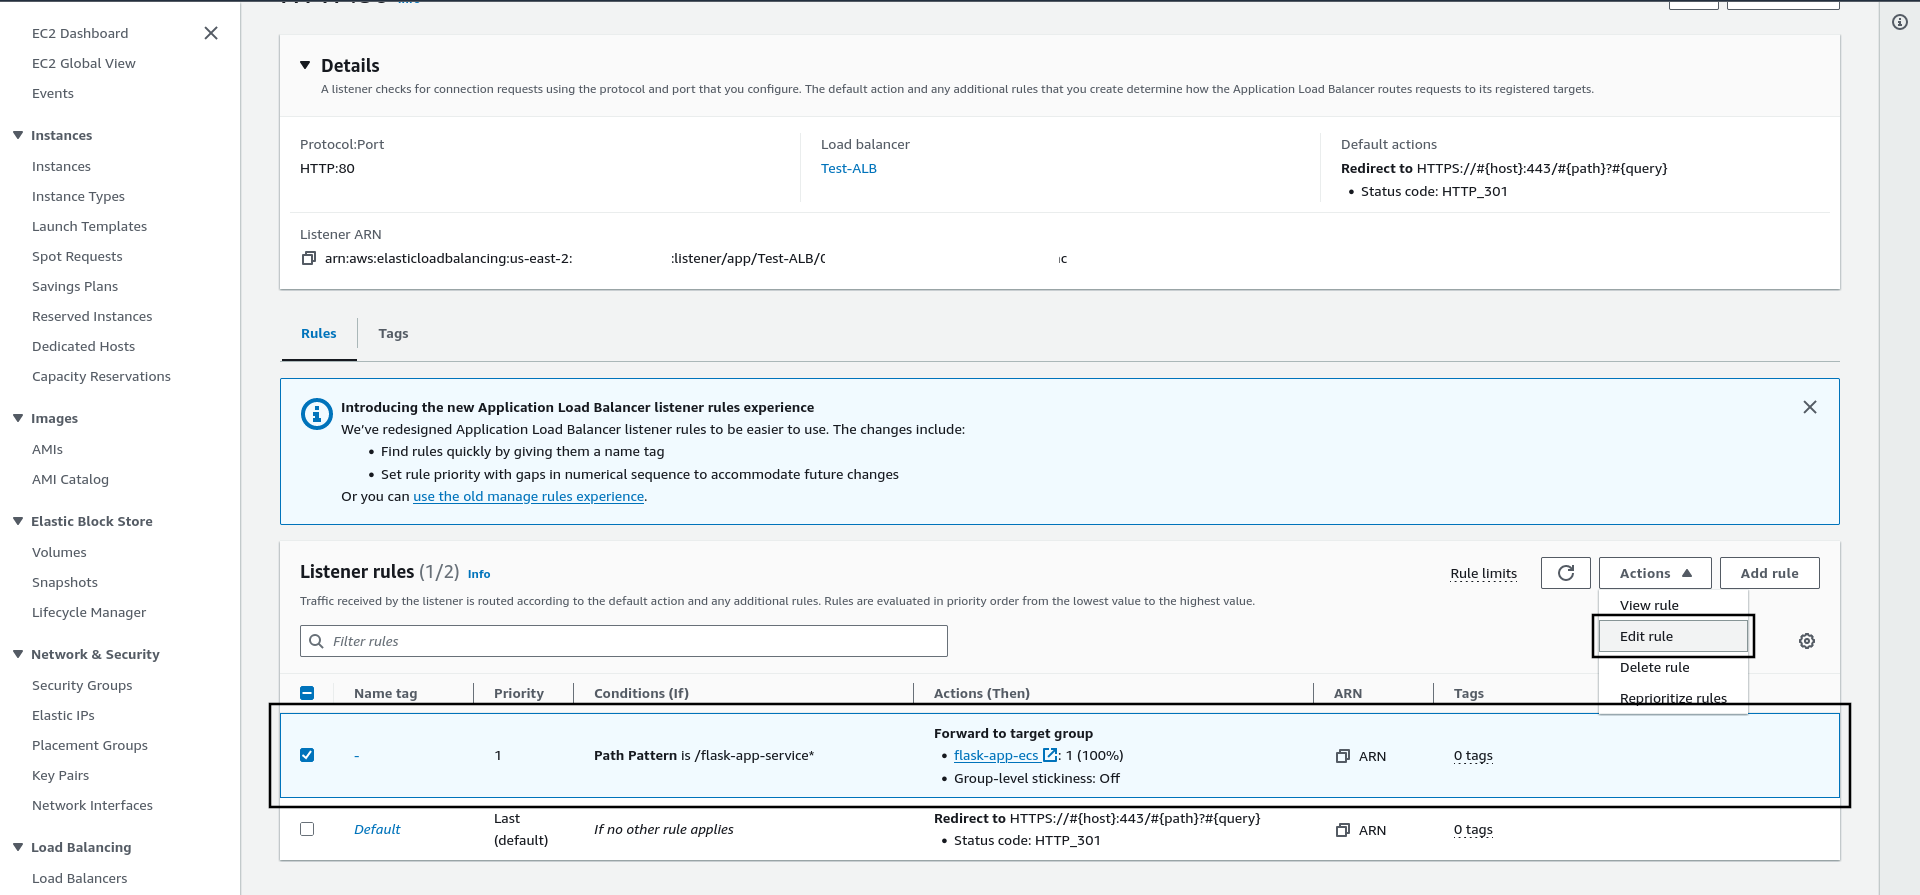 EC2 Dashboard
EC2 Global View
Events
Instances
Instances
Instance Types
Launch Templates
Spot Requests
Savings Plans
Reserved Instances
Dedicated Hosts
Capacity Reservations
Images
AMIs
AMI Catalog
Elastic Block Store
Volumes
Snapshots
Lifecycle Manager
Network & Security
Security Groups
Elastic IPs
Placement Groups
Key Pairs
Network Interfaces
Load Balancing
Load Balancers
Details
A listener checks for connection requests using the protocol and port that you configure. The default action and any additional rules that you create determine how the Application Load Balancer routes requests to its registered targets.
Protocol:Port
HTTP:80
Load balancer
Test-ALB
Default actions
Redirect to HTTPS://#{host}:443/#{path}?#{query}
• Status code: HTTP_301
Listener ARN
arn:aws:elasticloadbalancing:us-east-2: :listener/app/Test-ALB/
Rules
Tags
Introducing the new Application Load Balancer listener rules experience
We've redesigned Application Load Balancer listener rules to be easier to use. The changes include:
• Find rules quickly by giving them a name tag
• Set rule priority with gaps in numerical sequence to accommodate future changes
Or you can use the old manage rules experience.
Listener rules (1/2) Info
Rule limits
Actions
Add rule
Traffic received by the listener is routed according to the default action and any additional rules. Rules are evaluated in priority order from the lowest value to the highest value.
View rule
Edit rule
Delete rule
Reprioritize rules
Filter rules
Name tag
Priority
Conditions (If)
Actions (Then)
ARN
Tags
-
1
Path Pattern is /flask-app-service*
Forward to target group
• flask-app-ecs : 1 (100%)
• Group-level stickiness: Off
ARN
0 tags
Default
Last
(default)
If no other rule applies
Redirect to HTTPS://#{host}:443/#{path}?#{query}
• Status code: HTTP_301
ARN
0 tags